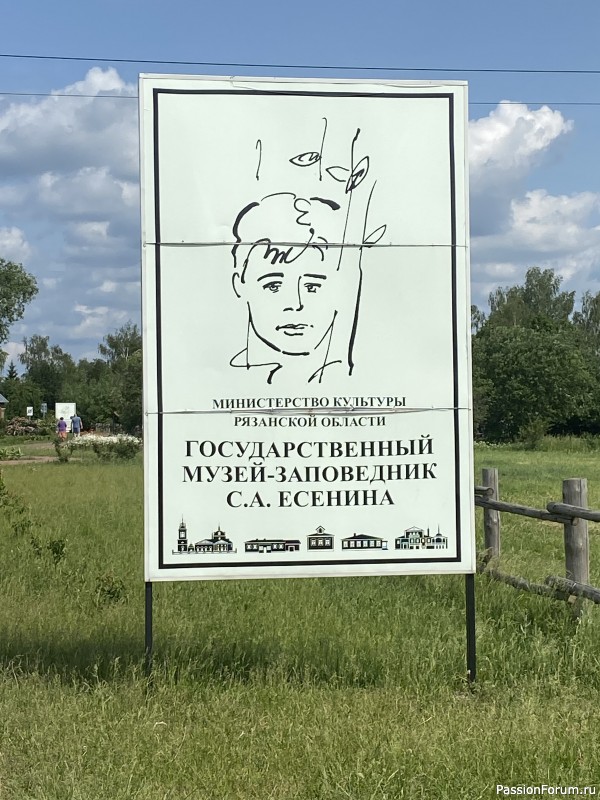 МИНИСТЕРСТВО КУЛЬТУРЫ
РЯЗАНСКОЙ ОБЛАСТИ
ГОСУДАРСТВЕННЫЙ
МУЗЕЙ-ЗАПОВЕДНИК
С.А. ЕСЕНИНА
PassionForum.ru